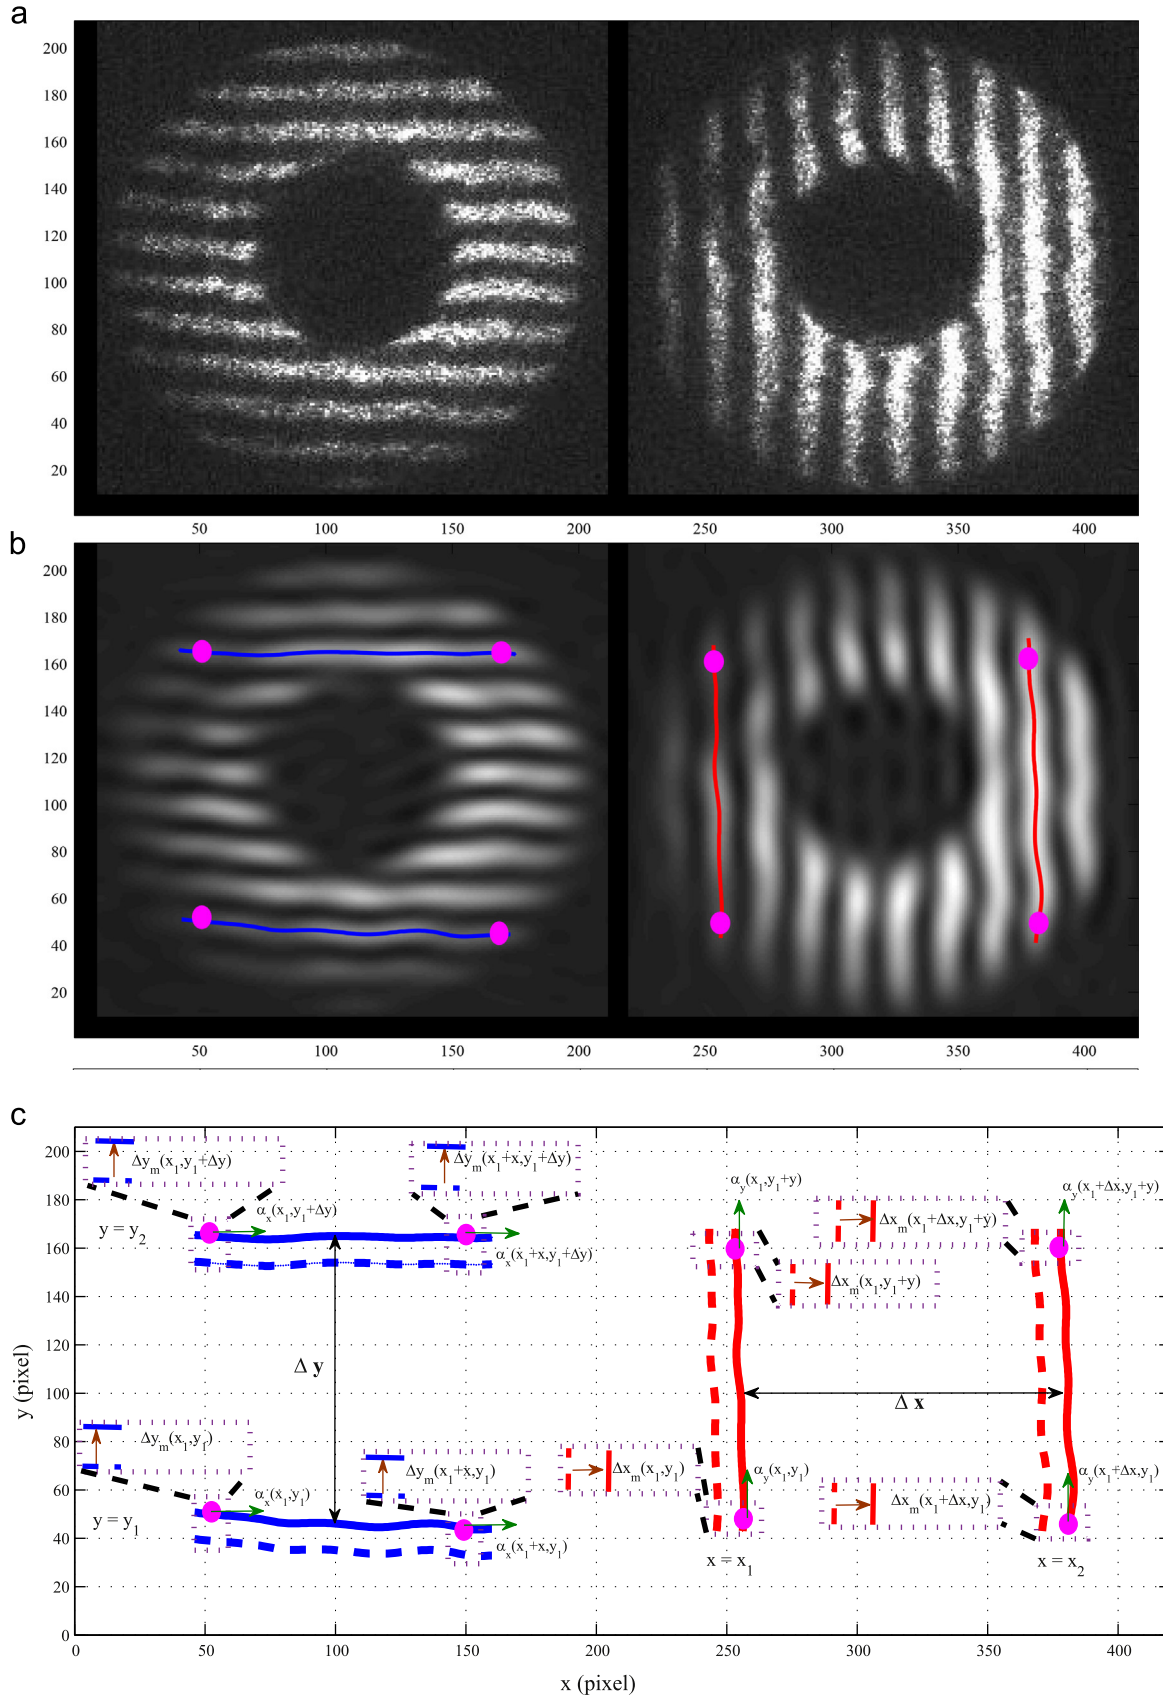 a
200
180
160
140
120
100
80
60
40
20
50 100 150 200 250 300 350 400
b
200
180
160
140
120
100
80
60
40
20
50 100 150 200 250 300 350 400
c
200
180
160
140
120
100
80
60
40
20
0
y (pixel)
Δy_m(x_1,y_1+Δy)
Δy_m(x_1+x,y_1+Δy)
α_x(x_1,y_1+Δy)
y = y_2
α_x(x_1+x,y_1+Δy)
α_y(x_1,y_1+y)
α_y(x_1+Δx,y_1+y)
Δx_m(x_1+Δx,y_1+y)
Δx_m(x_1,y_1+y)
Δ y
Δ x
Δy_m(x_1,y_1)
Δy_m(x_1+x,y_1)
Δx_m(x_1,y_1)
α_y(x_1,y_1)
α_y(x_1+Δx,y_1)
α_x(x_1,y_1)
Δx_m(x_1+Δx,y_1)
y = y_1
α_x(x_1+x,y_1)
x = x_1
x = x_2
0 50 100 150 200 250 300 350 400
x (pixel)